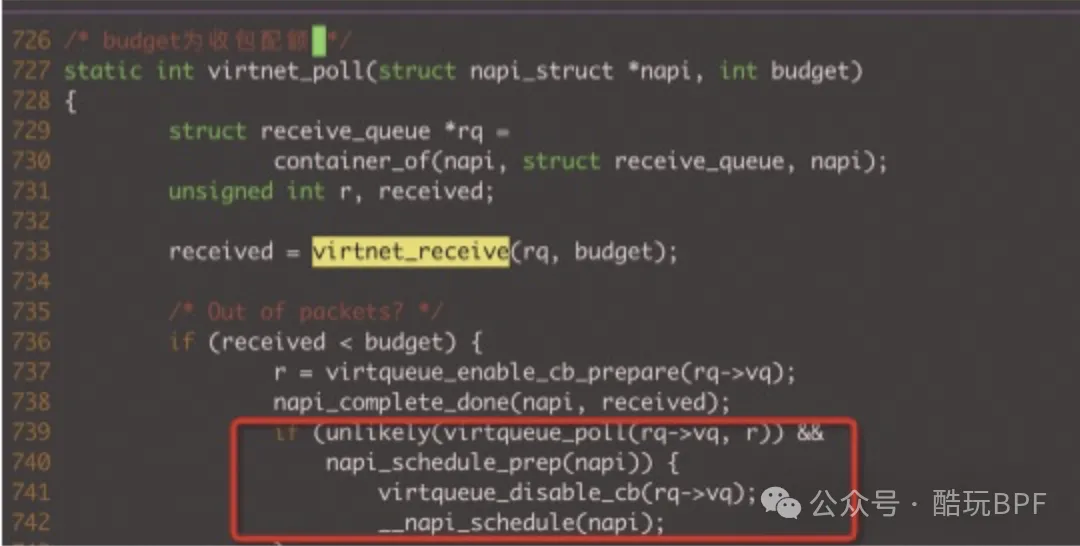 726 /* budget为收包配额 */
727 static int virtnet_poll(struct napi_struct *napi, int budget)
728 {
729         struct receive_queue *rq =
730                 container_of(napi, struct receive_queue, napi);
731         unsigned int r, received;
732
733         received = virtnet_receive(rq, budget);
734
735         /* Out of packets? */
736         if (received < budget) {
737                 r = virtqueue_enable_cb_prepare(rq->vq);
738                 napi_complete_done(napi, received);
739                 if (unlikely(virtqueue_poll(rq->vq, r)) &&
740                     napi_schedule_prep(napi)) {
741                         virtqueue_disable_cb(rq->vq);
742                         __napi_schedule(napi);
公众号 · 酷玩BPF